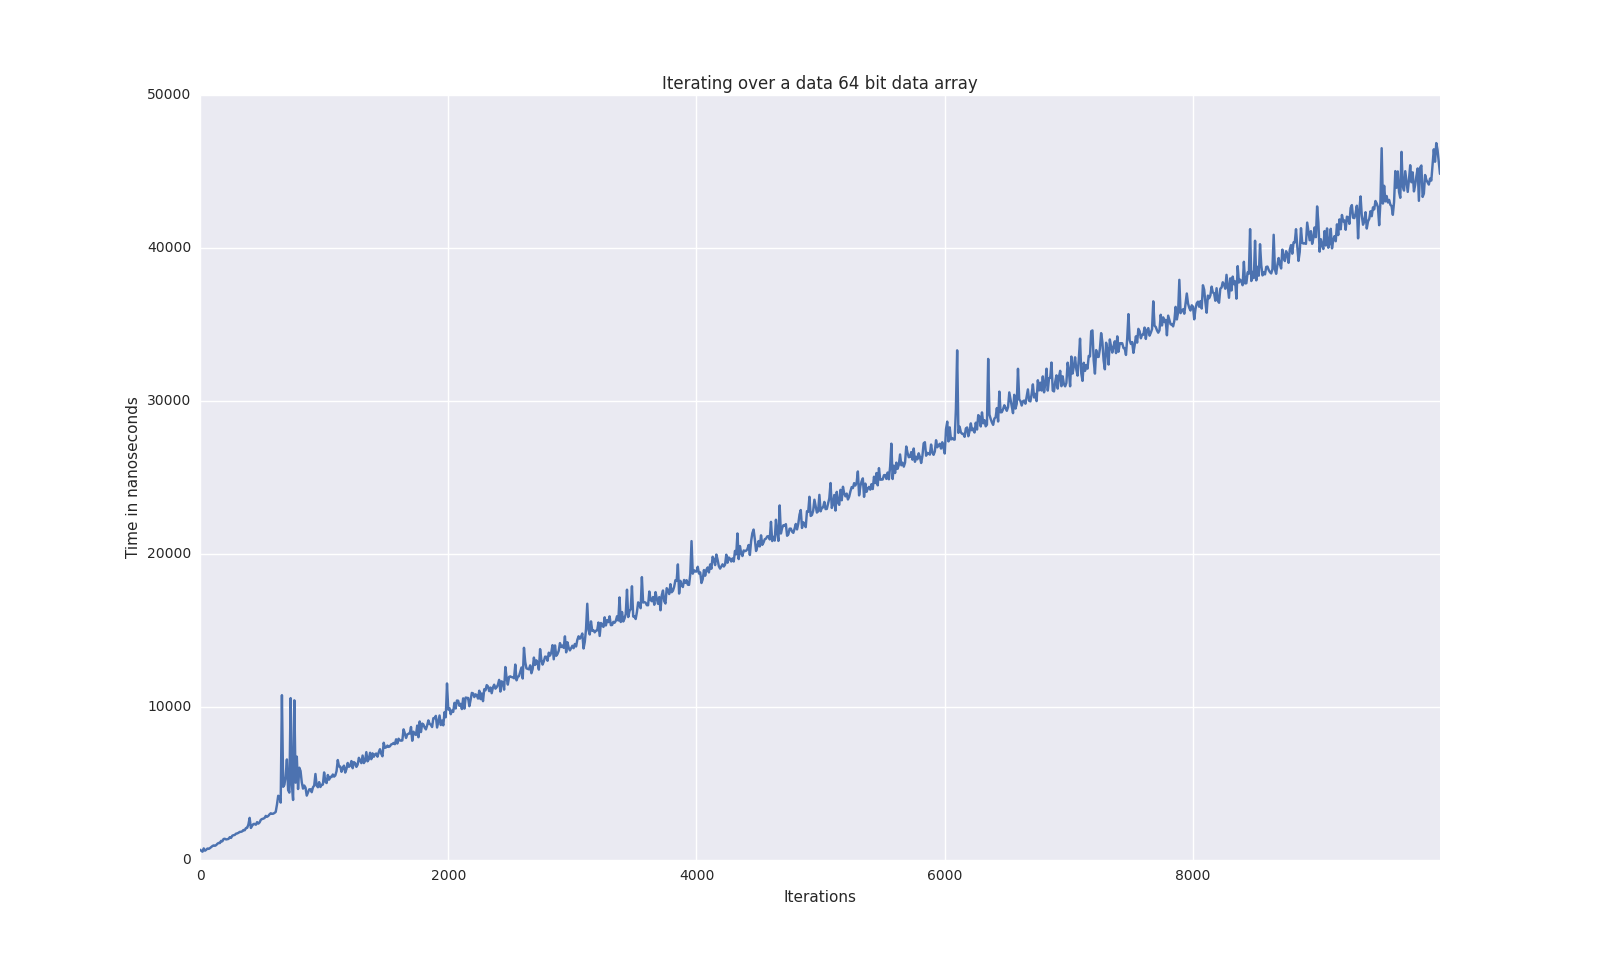 Iterating over a data 64 bit data array
50000
40000
30000
20000
10000
0
Time in nanoseconds
0 2000 4000 6000 8000
Iterations